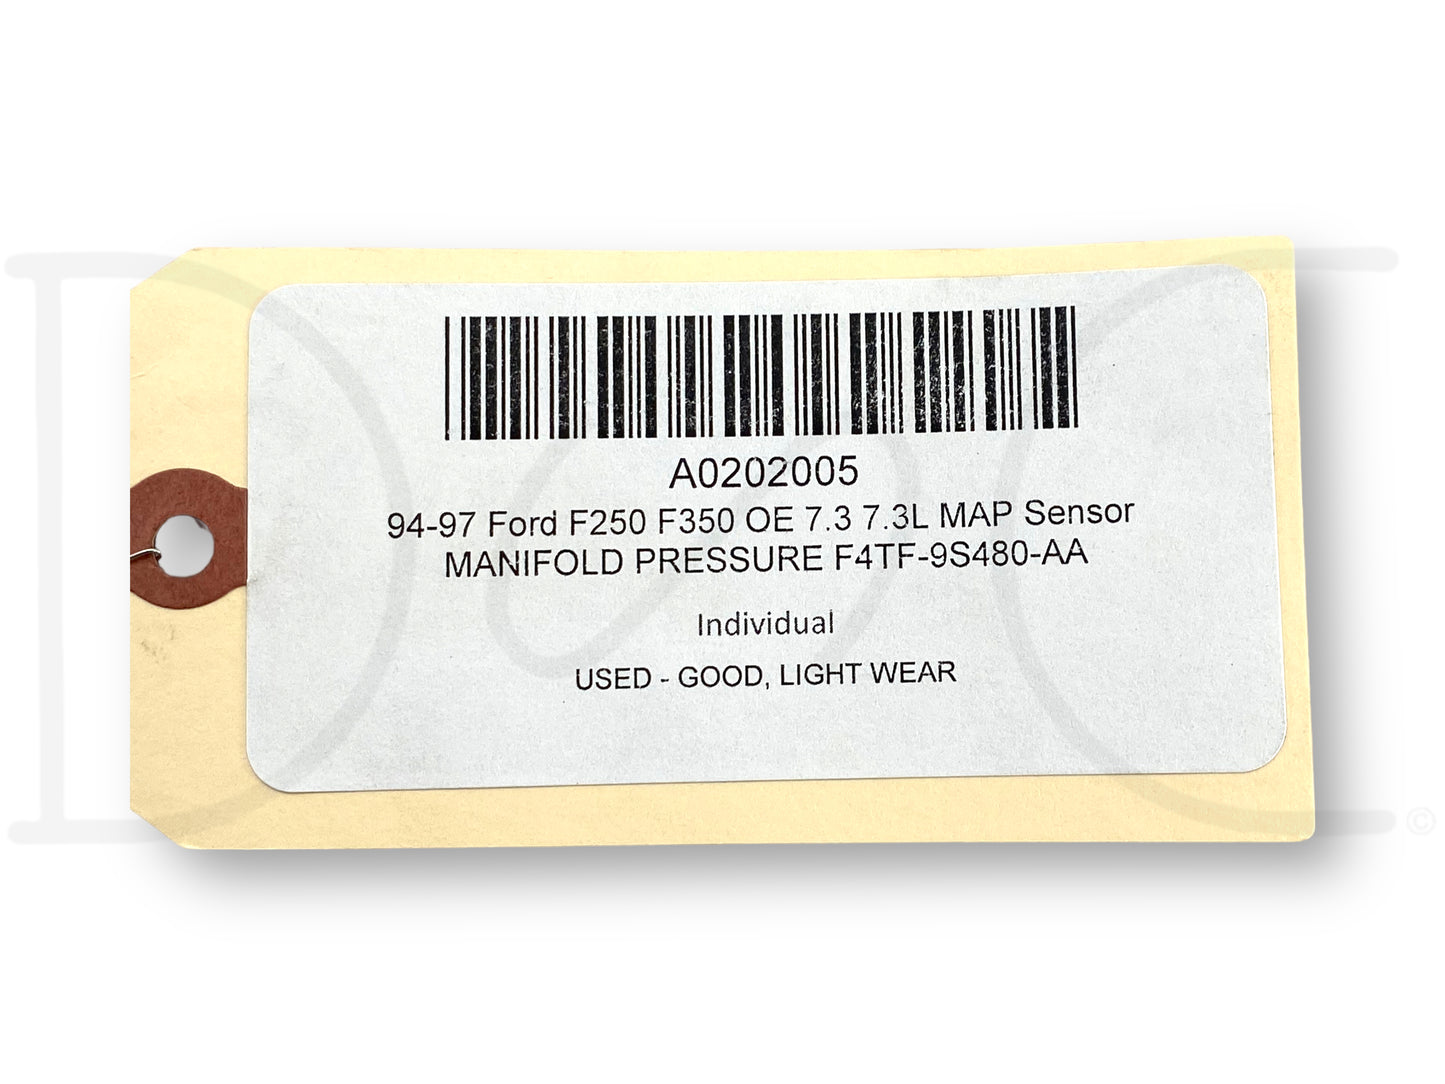 A0202005
94-97 Ford F250 F350 OE 7.3 7.3L MAP Sensor
MANIFOLD PRESSURE F4TF-9S480-AA
Individual
USED - GOOD, LIGHT WEAR
©